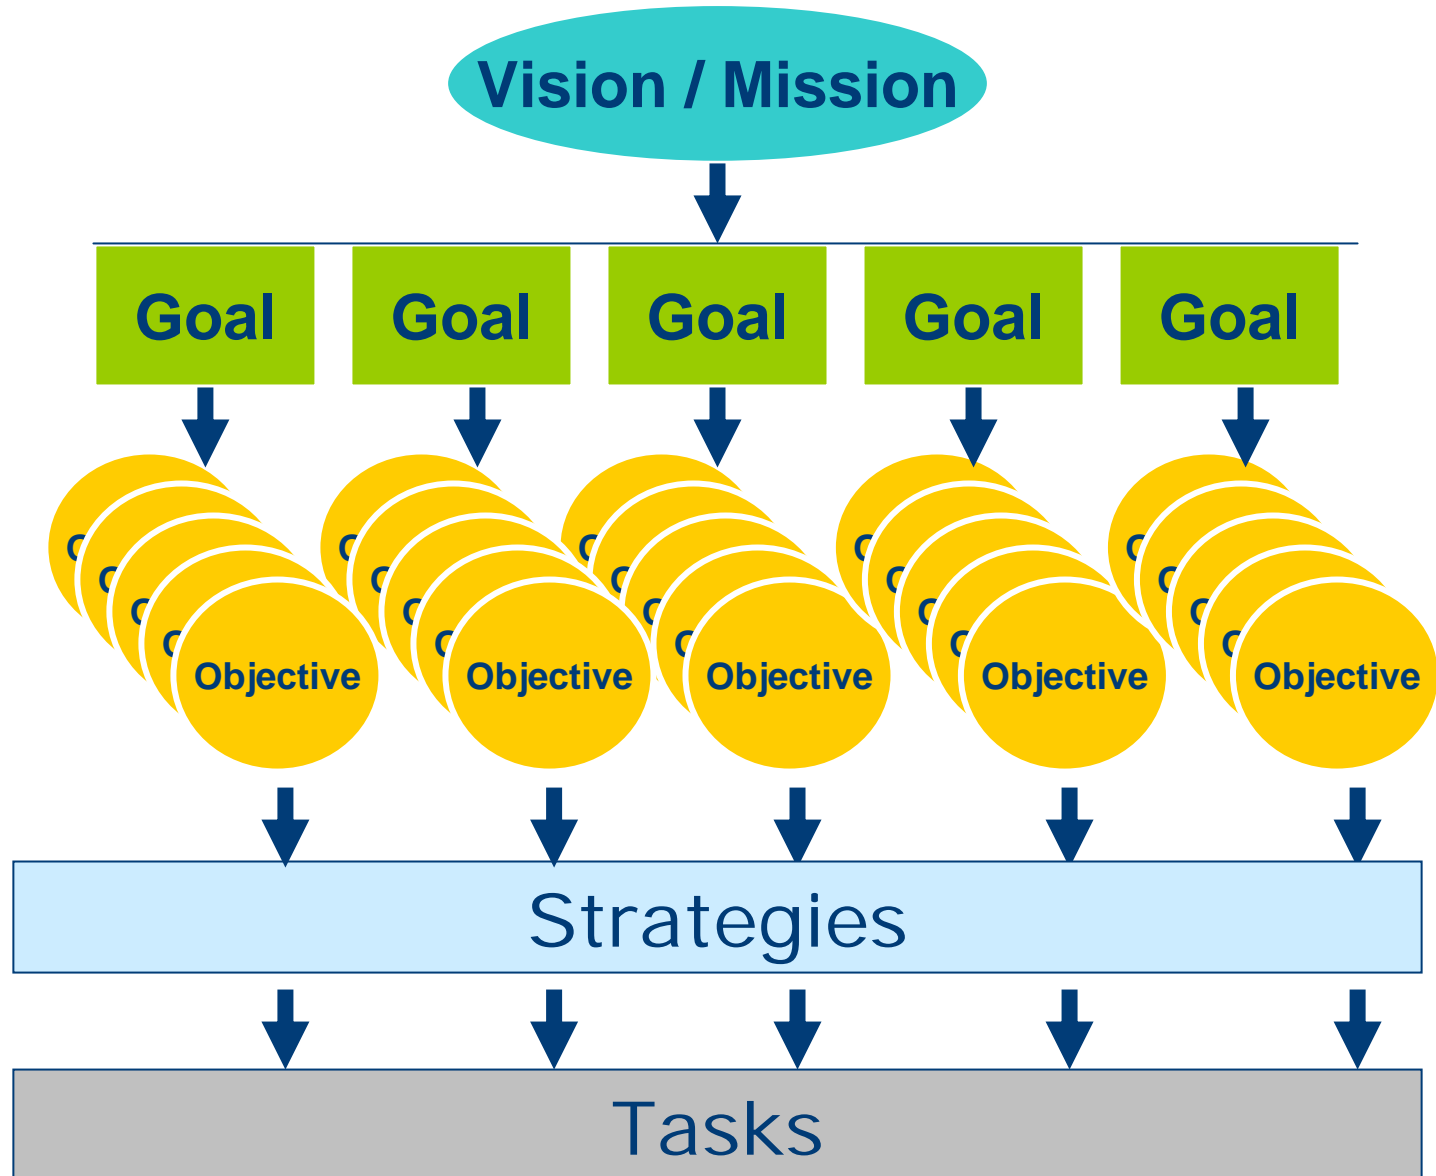 Vision / Mission
Goal Goal Goal Goal Goal
Objective Objective Objective Objective Objective
Strategies
Tasks